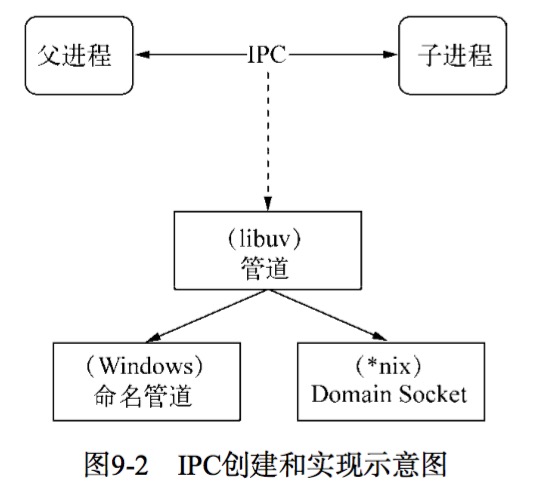 父进程
IPC
子进程
(libuv)
管道
(Windows)
命名管道
(*nix)
Domain Socket
图9-2 IPC创建和实现示意图